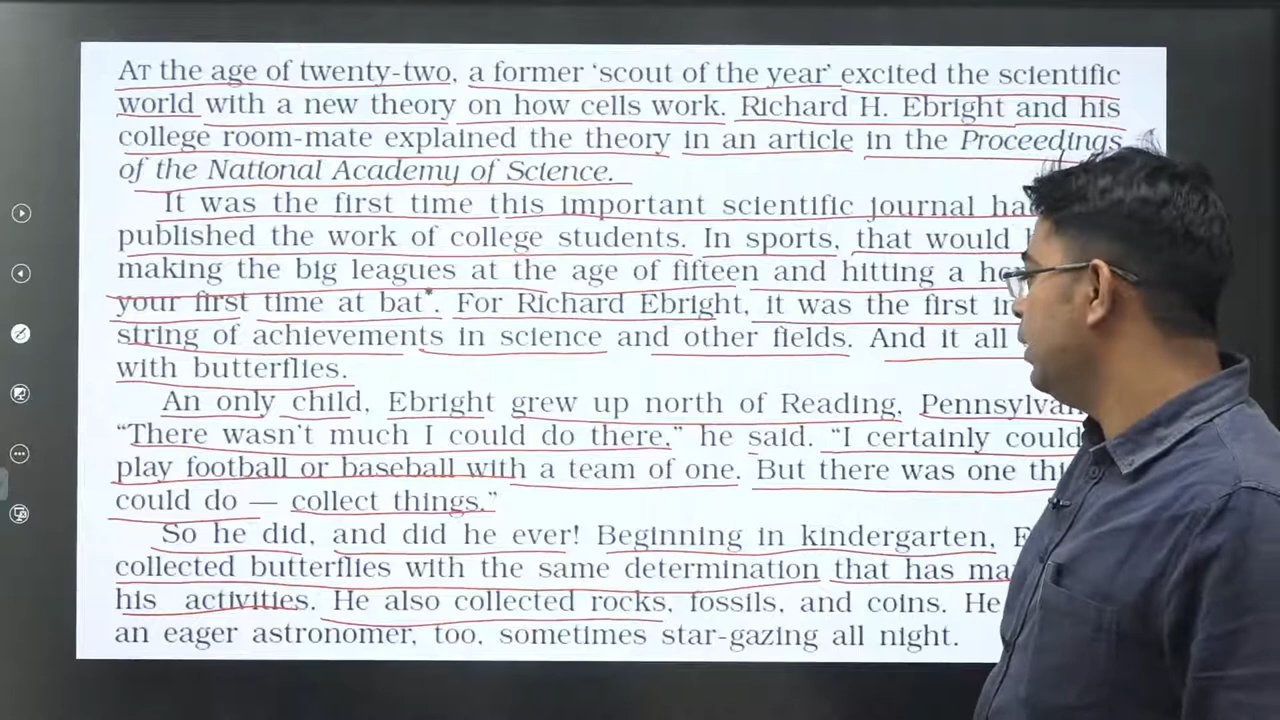 AT the age of twenty-two, a former ‘scout of the year’ excited the scientific
world with a new theory on how cells work. Richard H. Ebright and his
college room-mate explained the theory in an article in the Proceedings
of the National Academy of Science.
It was the first time this important scientific journal had
published the work of college students. In sports, that would
making the big leagues at the age of fifteen and hitting a
your first time at bat*. For Richard Ebright, it was the first
string of achievements in science and other fields. And it all
with butterflies.
An only child, Ebright grew up north of Reading, Pennsylvan
“There wasn’t much I could do there,” he said. “I certainly could
play football or baseball with a team of one. But there was one
could do — collect things.”
So he did, and did he ever! Beginning in kindergarten,
collected butterflies with the same determination that has
his activities. He also collected rocks, fossils, and coins. He
an eager astronomer, too, sometimes star-gazing all night.